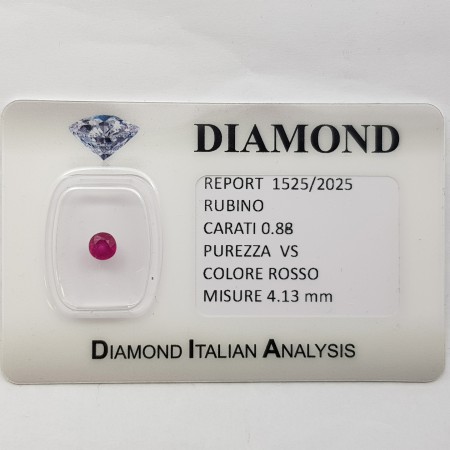 DIAMOND
REPORT 1525/2025
RUBINO
CARATI 0.88
PUREZZA VS
COLORE ROSSO
MISURE 4.13 mm
DIAMOND ITALIAN ANALYSIS